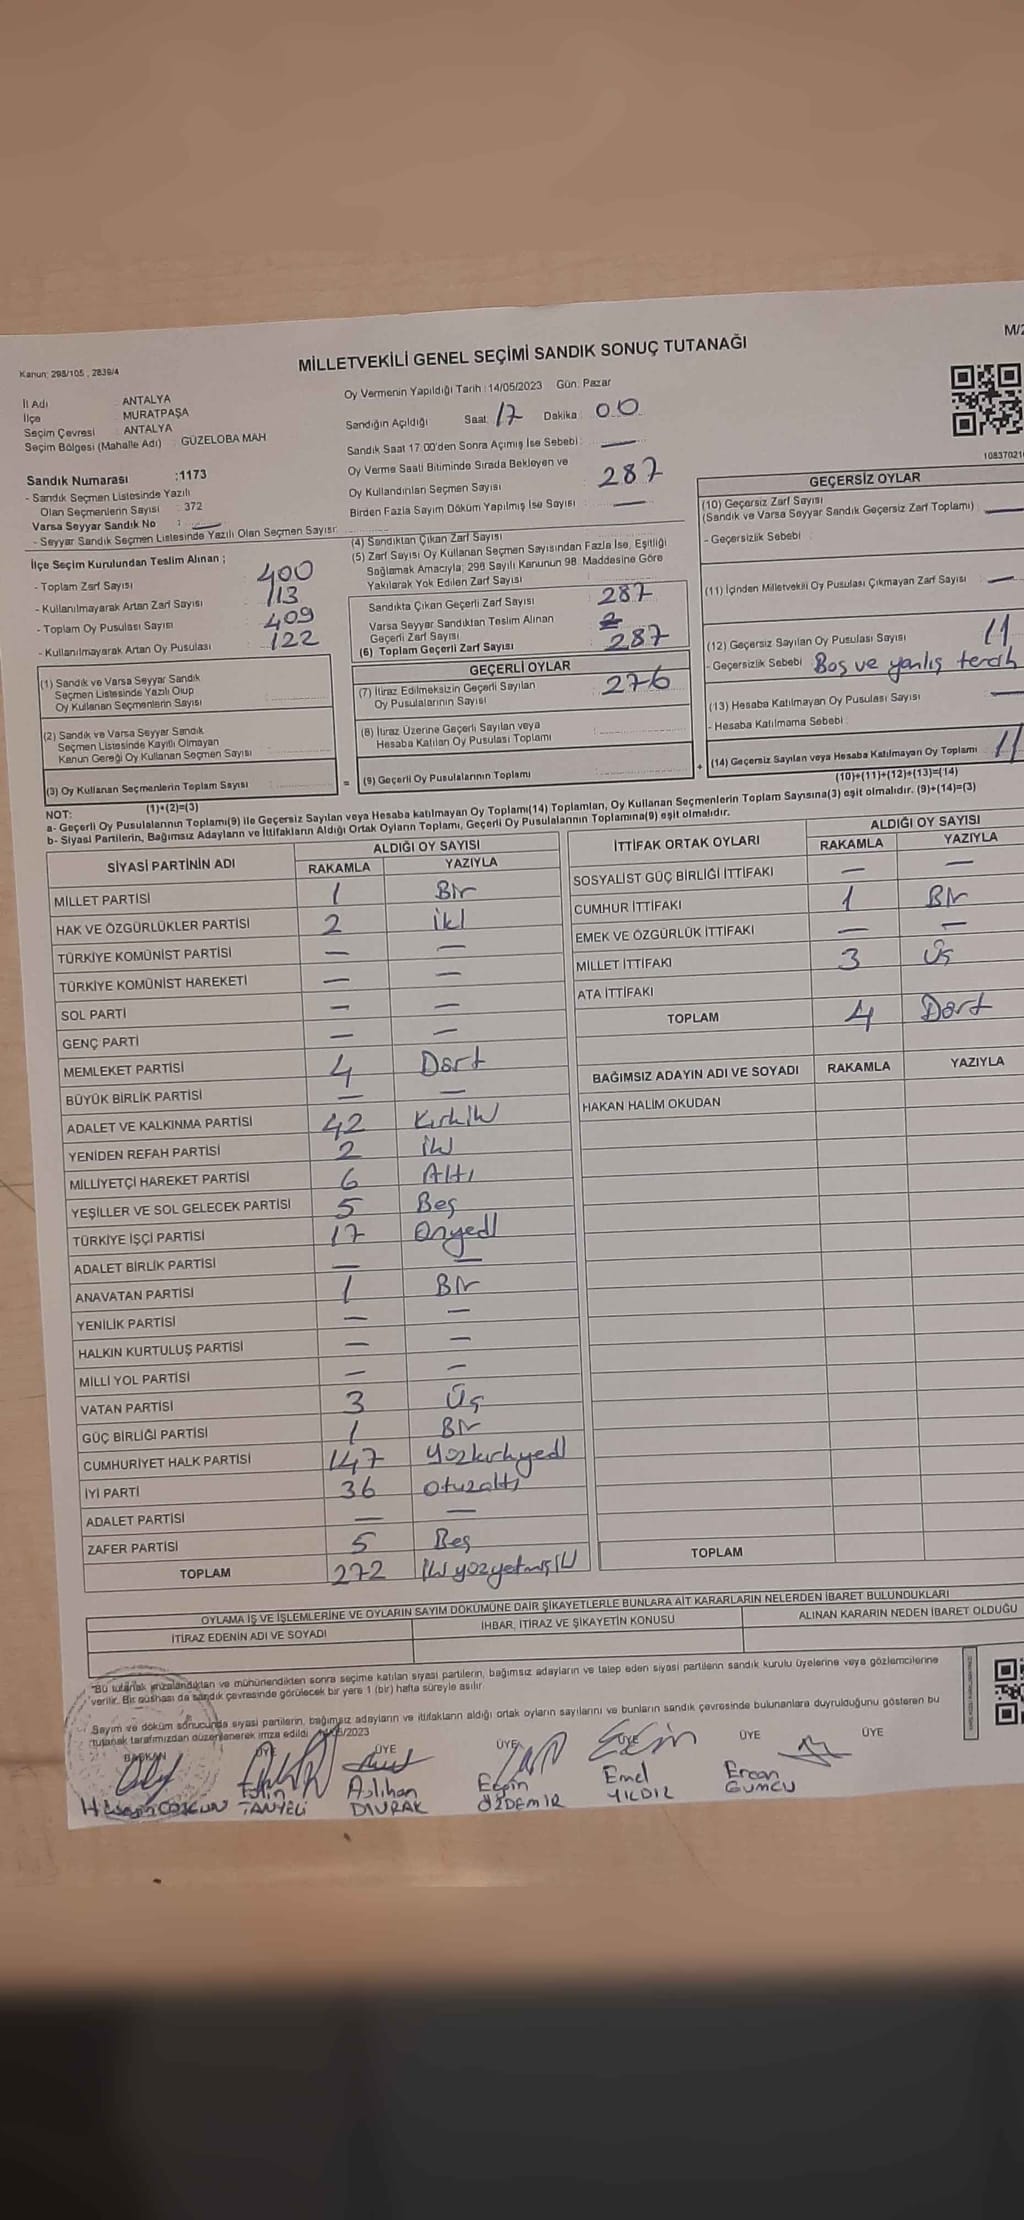 M/2
Kanun: 298/105 , 2839/4
MİLLETVEKİLİ GENEL SEÇİMİ SANDIK SONUÇ TUTANAĞI
İl Adı ANTALYA
İlçe MURATPAŞA
Seçim Çevresi ANTALYA
Seçim Bölgesi (Mahalle Adı) GÜZELOBA MAH
Sandık Numarası :1173
- Sandık Seçmen Listesinde Yazılı
Olan Seçmenlerin Sayısı : 372
Varsa Seyyar Sandık No : —
- Seyyar Sandık Seçmen Listesinde Yazılı Olan Seçmen Sayısı:
Oy Vermenin Yapıldığı Tarih : 14/05/2023 Gün: Pazar
Sandığın Açıldığı Saat: 17 Dakika 00
Sandık Saat 17:00'den Sonra Açımış İse Sebebi : —
Oy Verme Saati Bitiminde Sırada Bekleyen ve
Oy Kullandırılan Seçmen Sayısı 287
Birden Fazla Sayım Döküm Yapılmış İse Sayısı : —
İlçe Seçim Kurulundan Teslim Alınan ;
- Toplam Zarf Sayısı 400
- Kullanılmayarak Artan Zarf Sayısı 113
- Toplam Oy Pusulası Sayısı 409
- Kullanılmayarak Artan Oy Pusulası 122
(1) Sandık ve Varsa Seyyar Sandık
Seçmen Listesinde Yazılı Olup
Oy Kullanan Seçmenlerin Sayısı
(2) Sandık ve Varsa Seyyar Sandık
Seçmen Listesinde Kayıtlı Olmayan
Kanun Gereği Oy Kullanan Seçmen Sayısı
(3) Oy Kullanan Seçmenlerin Toplam Sayısı
(1)+(2)=(3)
(4) Sandıktan Çıkan Zarf Sayısı
(5) Zarf Sayısı Oy Kullanan Seçmen Sayısından Fazla İse, Eşitliği
Sağlamak Amacıyla; 298 Sayılı Kanunun 98. Maddesine Göre
Yakılarak Yok Edilen Zarf Sayısı
Sandıkta Çıkan Geçerli Zarf Sayısı 287
Varsa Seyyar Sandıktan Teslim Alınan
Geçerli Zarf Sayısı
(6) Toplam Geçerli Zarf Sayısı 287
GEÇERLİ OYLAR
(7) İtiraz Edilmeksizin Geçerli Sayılan
Oy Pusulalarının Sayısı 276
(8) İtiraz Üzerine Geçerli Sayılan veya
Hesaba Katılan Oy Pusulası Toplamı
= (9) Geçerli Oy Pusulalarının Toplamı
GEÇERSİZ OYLAR
(10) Geçersiz Zarf Sayısı
(Sandık ve Varsa Seyyar Sandık Geçersiz Zarf Toplamı) —
- Geçersizlik Sebebi :
(11) İçinden Milletvekili Oy Pusulası Çıkmayan Zarf Sayısı —
(12) Geçersiz Sayılan Oy Pusulası Sayısı 11
- Geçersizlik Sebebi : Boş ve yanlış tercih
(13) Hesaba Katılmayan Oy Pusulası Sayısı —
- Hesaba Katılmama Sebebi :
+ (14) Geçersiz Sayılan veya Hesaba Katılmayan Oy Toplamı 11
(10)+(11)+(12)+(13)=(14)
NOT:
a- Geçerli Oy Pusulalarının Toplamı(9) ile Geçersiz Sayılan veya Hesaba katılmayan Oy Toplamı(14) Toplamları, Oy Kullanan Seçmenlerin Toplam Sayısına(3) eşit olmalıdır. (9)+(14)=(3)
b- Siyasi Partilerin, Bağımsız Adayların ve İttifakların Aldığı Ortak Oyların Toplamı, Geçerli Oy Pusulalarının Toplamına(9) eşit olmalıdır.
SİYASİ PARTİNİN ADI ALDIĞI OY SAYISI
RAKAMLA YAZIYLA
MİLLET PARTİSİ 1 Bir
HAK VE ÖZGÜRLÜKLER PARTİSİ 2 iki
TÜRKİYE KOMÜNİST PARTİSİ — —
TÜRKİYE KOMÜNİST HAREKETİ — —
SOL PARTİ — —
GENÇ PARTİ — —
MEMLEKET PARTİSİ 4 Dört
BÜYÜK BİRLİK PARTİSİ — —
ADALET VE KALKINMA PARTİSİ 42 Kırkiki
YENİDEN REFAH PARTİSİ 2 iki
MİLLİYETÇİ HAREKET PARTİSİ 6 Altı
YEŞİLLER VE SOL GELECEK PARTİSİ 5 Beş
TÜRKİYE İŞÇİ PARTİSİ 17 Onyedi
ADALET BİRLİK PARTİSİ — —
ANAVATAN PARTİSİ 1 Bir
YENİLİK PARTİSİ — —
HALKIN KURTULUŞ PARTİSİ — —
MİLLİ YOL PARTİSİ — —
VATAN PARTİSİ 3 Üç
GÜÇ BİRLİĞİ PARTİSİ 1 Bir
CUMHURİYET HALK PARTİSİ 147 Yüzkırkyedi
İYİ PARTİ 36 otuzaltı
ADALET PARTİSİ — —
ZAFER PARTİSİ 5 Beş
TOPLAM 272 ikiyüzyetmişiki
İTTİFAK ORTAK OYLARI ALDIĞI OY SAYISI
RAKAMLA YAZIYLA
SOSYALİST GÜÇ BİRLİĞİ İTTİFAKI — —
CUMHUR İTTİFAKI 1 Bir
EMEK VE ÖZGÜRLÜK İTTİFAKI — —
MİLLET İTTİFAKI 3 Üç
ATA İTTİFAKI
TOPLAM 4 Dört
BAĞIMSIZ ADAYIN ADI VE SOYADI RAKAMLA YAZIYLA
HAKAN HALİM OKUDAN
TOPLAM
OYLAMA İŞ VE İŞLEMLERİNE VE OYLARIN SAYIM DÖKÜMÜNE DAİR ŞİKAYETLERLE BUNLARA AİT KARARLARIN NELERDEN İBARET BULUNDUKLARI
İTİRAZ EDENİN ADI VE SOYADI İHBAR, İTİRAZ VE ŞİKAYETİN KONUSU ALINAN KARARIN NEDEN İBARET OLDUĞU
"Bu tutanak imzalandıktan ve mühürlendikten sonra seçime katılan siyasi partilerin, bağımsız adayların ve talep eden siyasi partilerin sandık kurulu üyelerine veya gözlemcilerine
verilir. Bir nüshası da sandık çevresinde görülecek bir yere 1 (bir) hafta süreyle asılır.
Sayım ve döküm sonucunda siyasi partilerin, bağımsız adayların ve ittifakların aldığı ortak oyların sayılarını ve bunların sandık çevresinde bulunanlara duyrulduğunu gösteren bu
tutanak tarafımızdan düzenlenerek imza edildi. 14/05/2023
BAŞKAN ÜYE ÜYE ÜYE ÜYE ÜYE ÜYE
Hüseyin COŞKUN
TANYELİ
Aslıhan
DIVRAK
ÖZDEMİR
Emel
YILDIZ
Ercan
GÜMCÜ